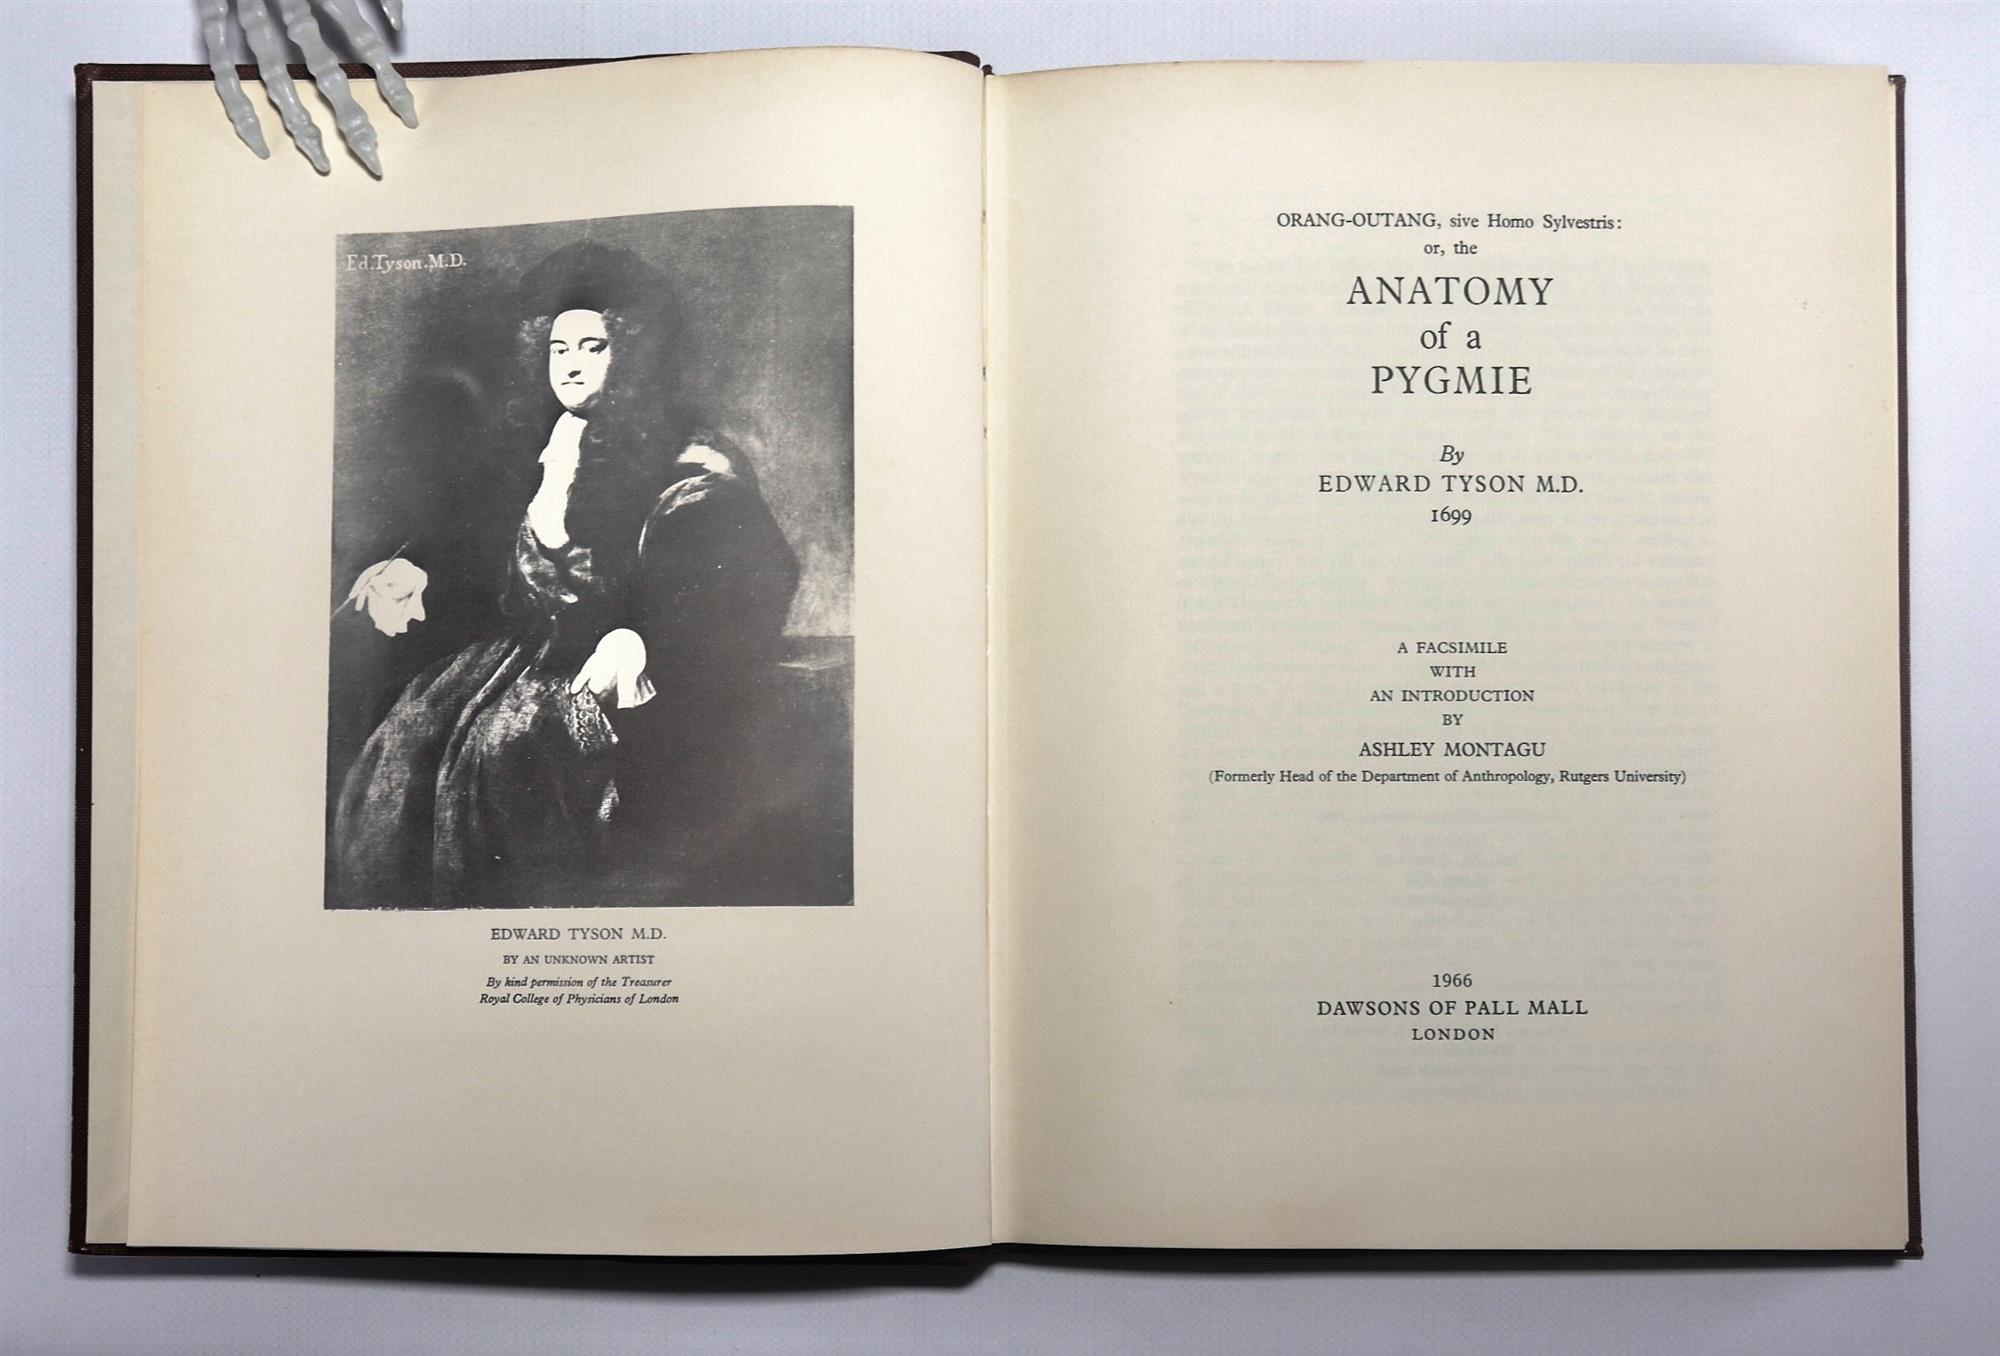 Ed. Tyson. M.D.
EDWARD TYSON M.D.
BY AN UNKNOWN ARTIST
By kind permission of the Treasurer
Royal College of Physicians of London
ORANG-OUTANG, sive Homo Sylvestris:
or, the
ANATOMY
of a
PYGMIE
By
EDWARD TYSON M.D.
1699
A FACSIMILE
WITH
AN INTRODUCTION
BY
ASHLEY MONTAGU
(Formerly Head of the Department of Anthropology, Rutgers University)
1966
DAWSONS OF PALL MALL
LONDON